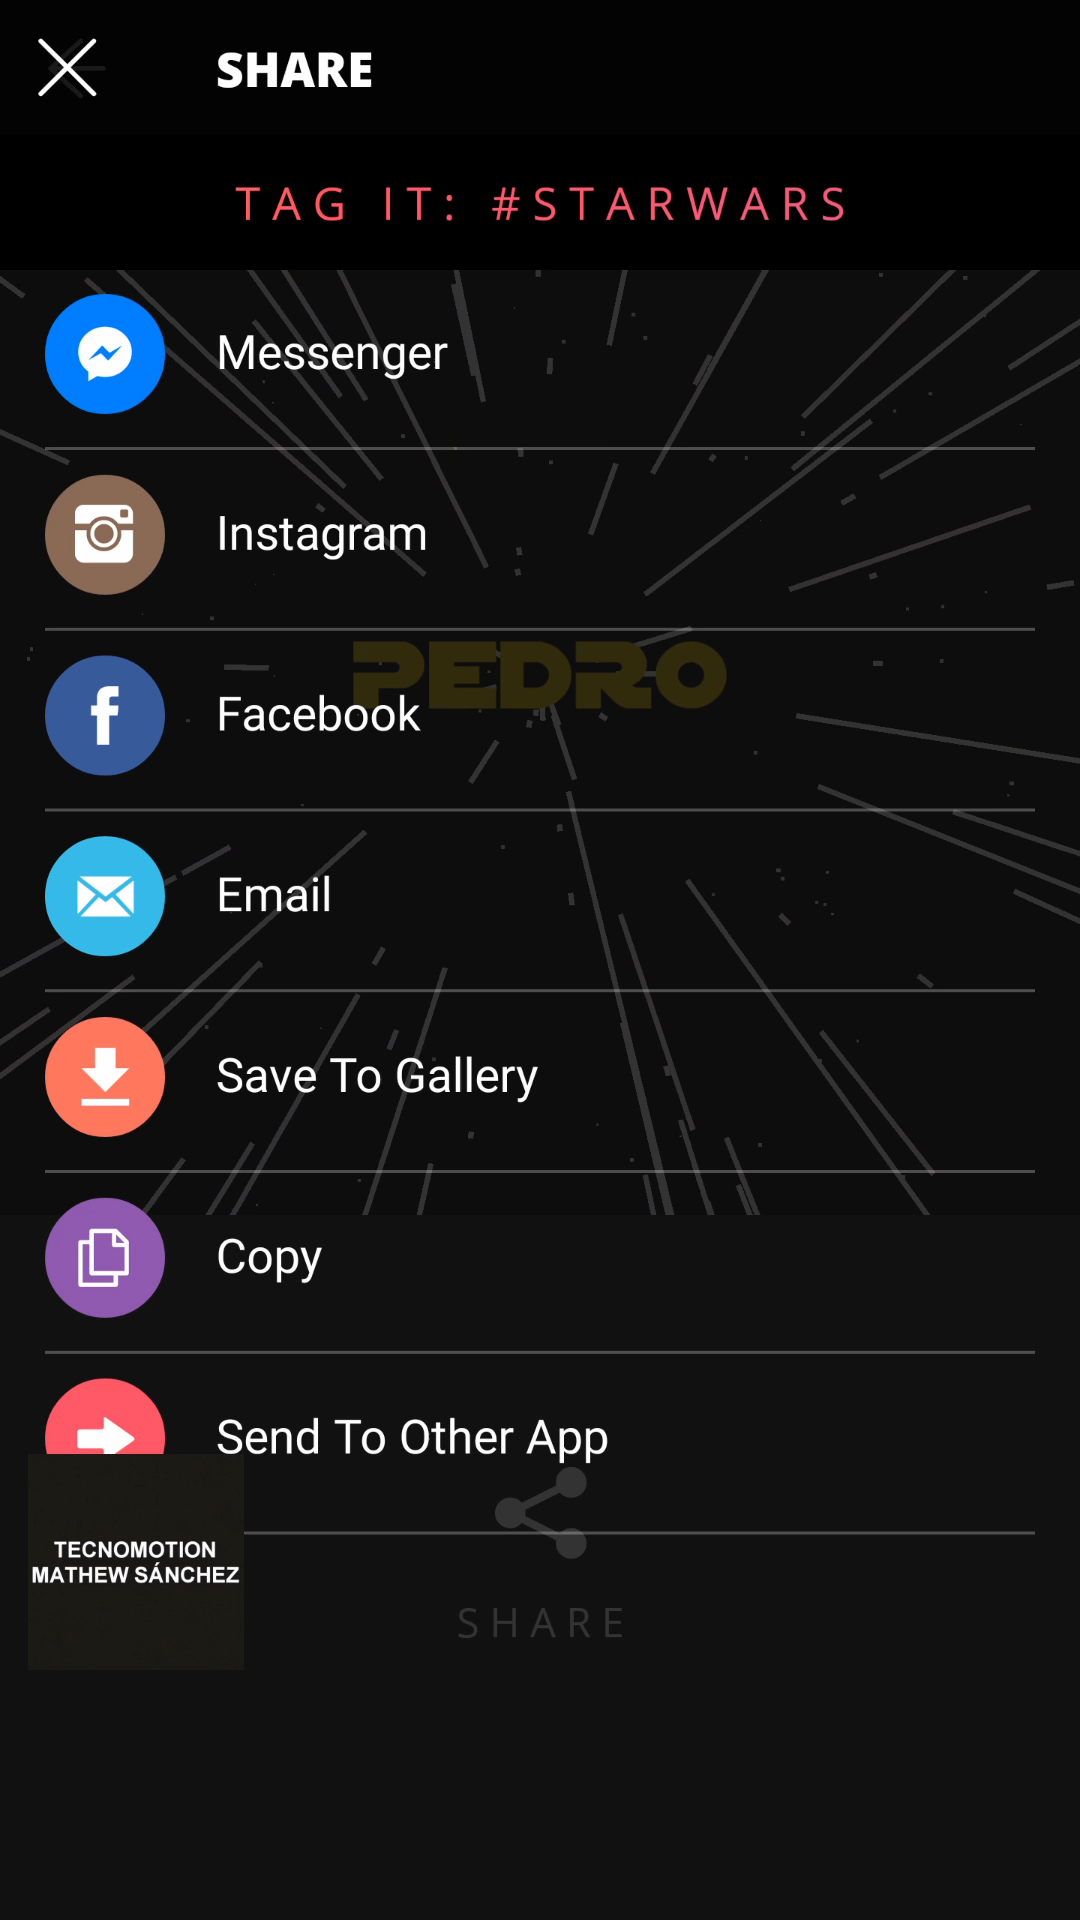 SHARE
TAG IT: #STARWARS
Messenger
Instagram
PEDRO
Facebook
Email
Save To Gallery
Copy
Send To Other App
TECNOMOTION
MATHEW SÁNCHEZ
SHARE